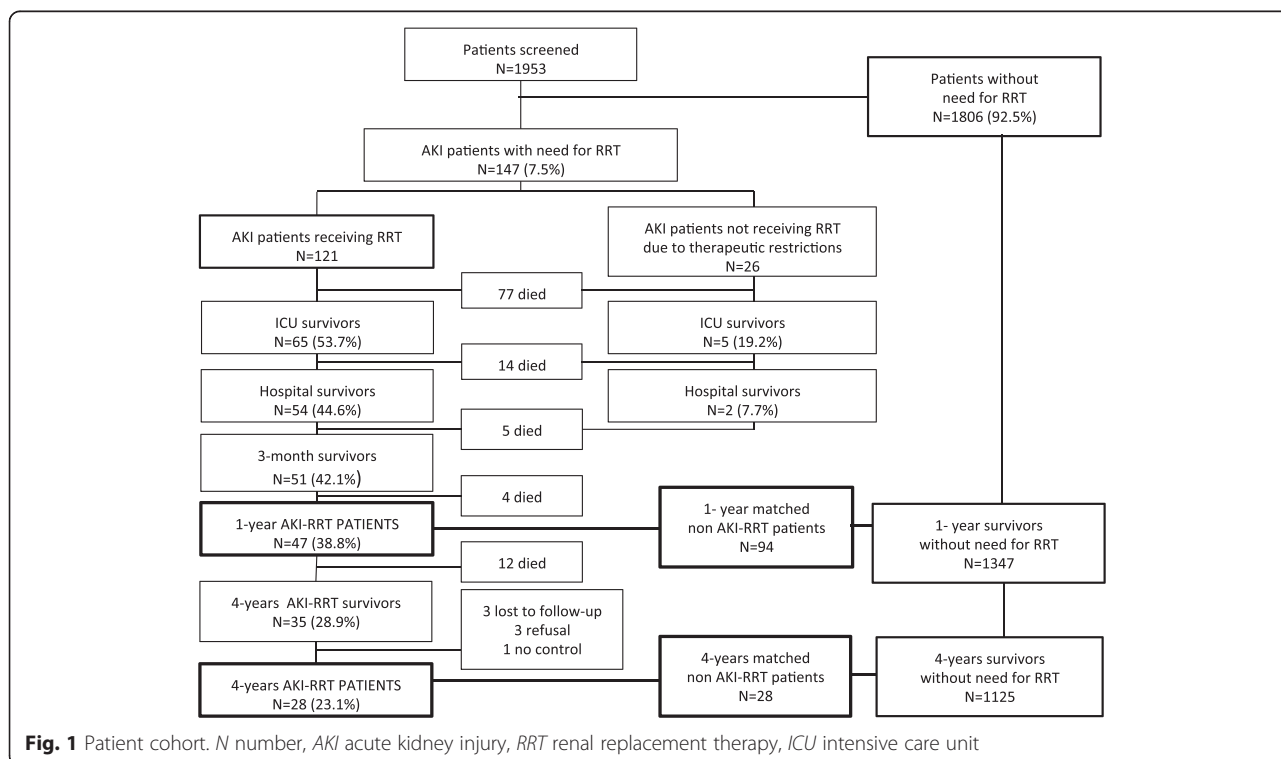 Patients screened
N=1953
Patients without
need for RRT
N=1806 (92.5%)
AKI patients with need for RRT
N=147 (7.5%)
AKI patients receiving RRT
N=121
AKI patients not receiving RRT
due to therapeutic restrictions
N=26
77 died
ICU survivors
N=65 (53.7%)
ICU survivors
N=5 (19.2%)
14 died
Hospital survivors
N=54 (44.6%)
Hospital survivors
N=2 (7.7%)
5 died
3-month survivors
N=51 (42.1%)
4 died
1-year AKI-RRT PATIENTS
N=47 (38.8%)
1- year matched
non AKI-RRT patients
N=94
1- year survivors
without need for RRT
N=1347
12 died
4-years AKI-RRT survivors
N=35 (28.9%)
3 lost to follow-up
3 refusal
1 no control
4-years AKI-RRT PATIENTS
N=28 (23.1%)
4-years matched
non AKI-RRT patients
N=28
4-years survivors
without need for RRT
N=1125
Fig. 1 Patient cohort. N number, AKI acute kidney injury, RRT renal replacement therapy, ICU intensive care unit